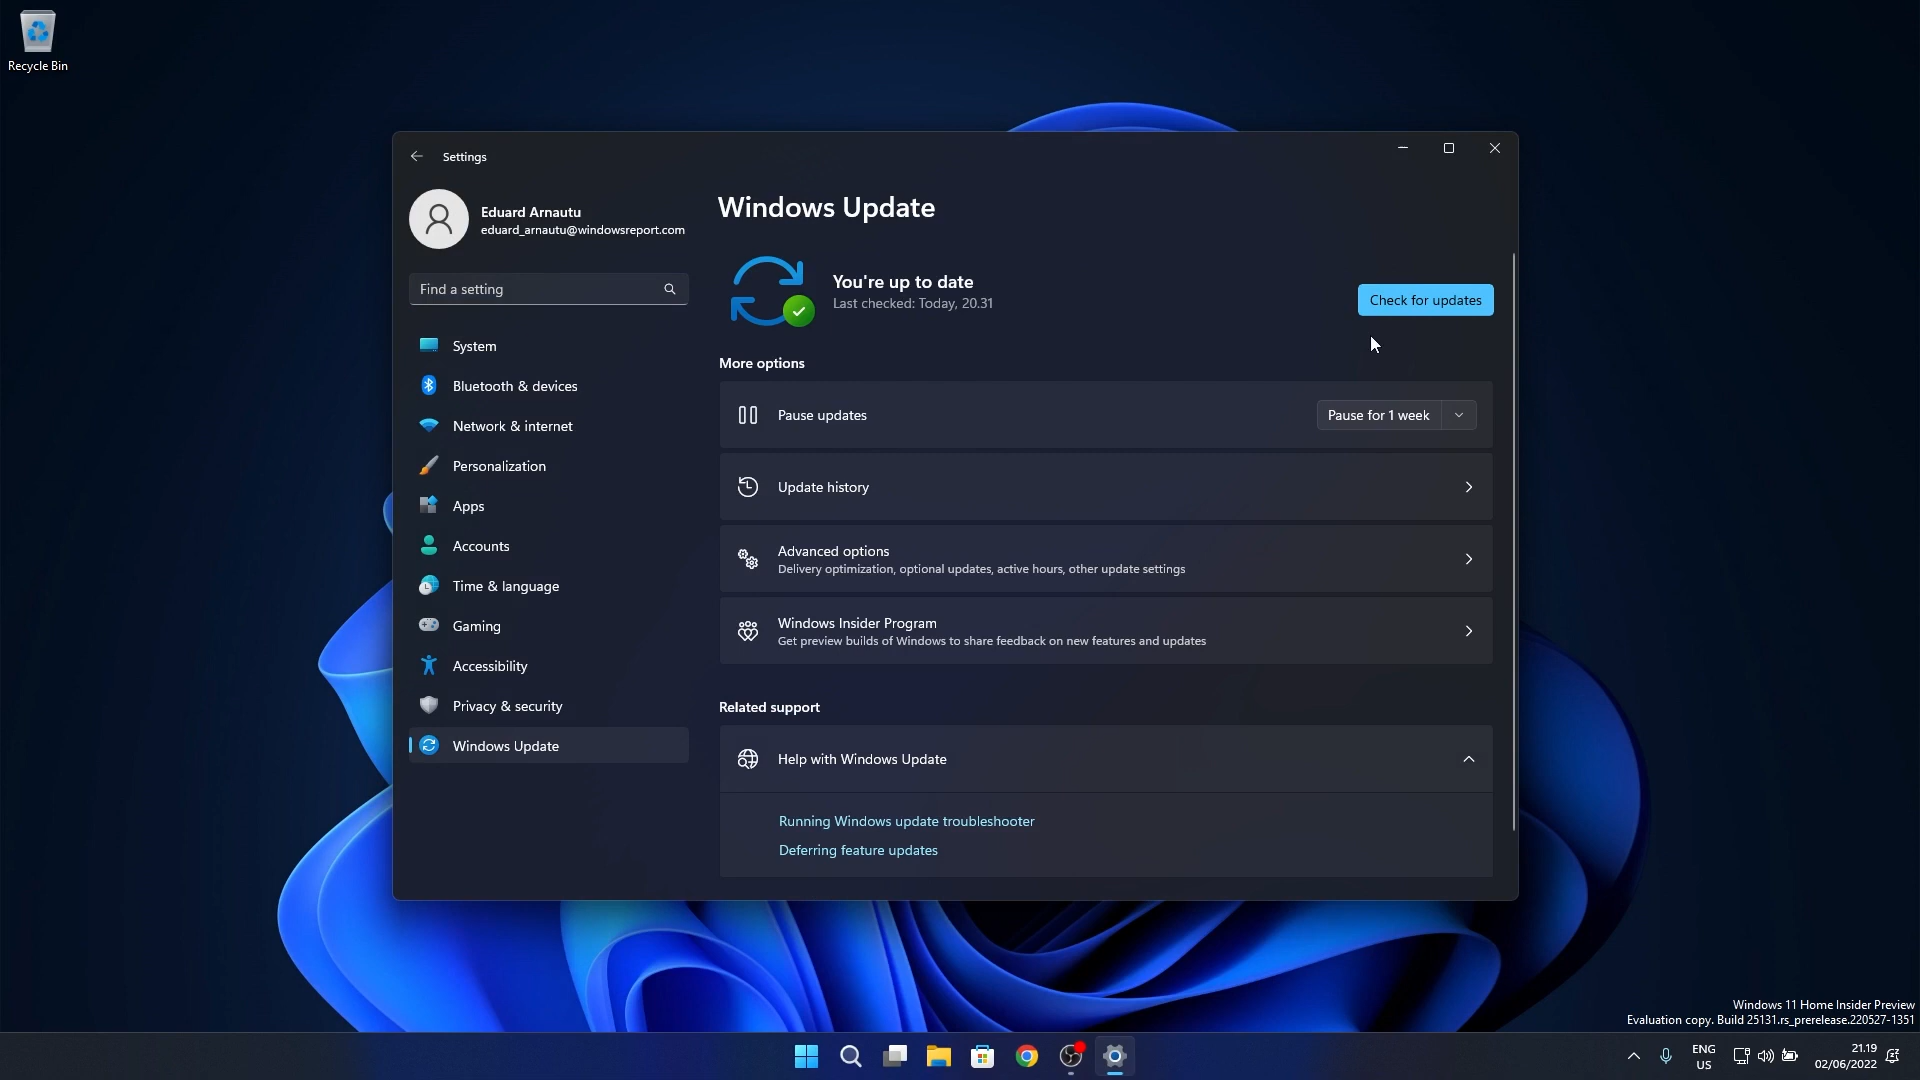 Recycle Bin
Settings
Eduard Arnautu
eduard_arnautu@windowsreport.com
Find a setting
System
Bluetooth & devices
Network & internet
Personalization
Apps
Accounts
Time & language
Gaming
Accessibility
Privacy & security
Windows Update
Windows Update
You're up to date
Last checked: Today, 20.31
Check for updates
More options
Pause updates
Pause for 1 week
Update history
Advanced options
Delivery optimization, optional updates, active hours, other update settings
Windows Insider Program
Get preview builds of Windows to share feedback on new features and updates
Related support
Help with Windows Update
Running Windows update troubleshooter
Deferring feature updates
Windows 11 Home Insider Preview
Evaluation copy. Build 25131.rs_prerelease.220527-1351
ENG
US
21.19
02/06/2022